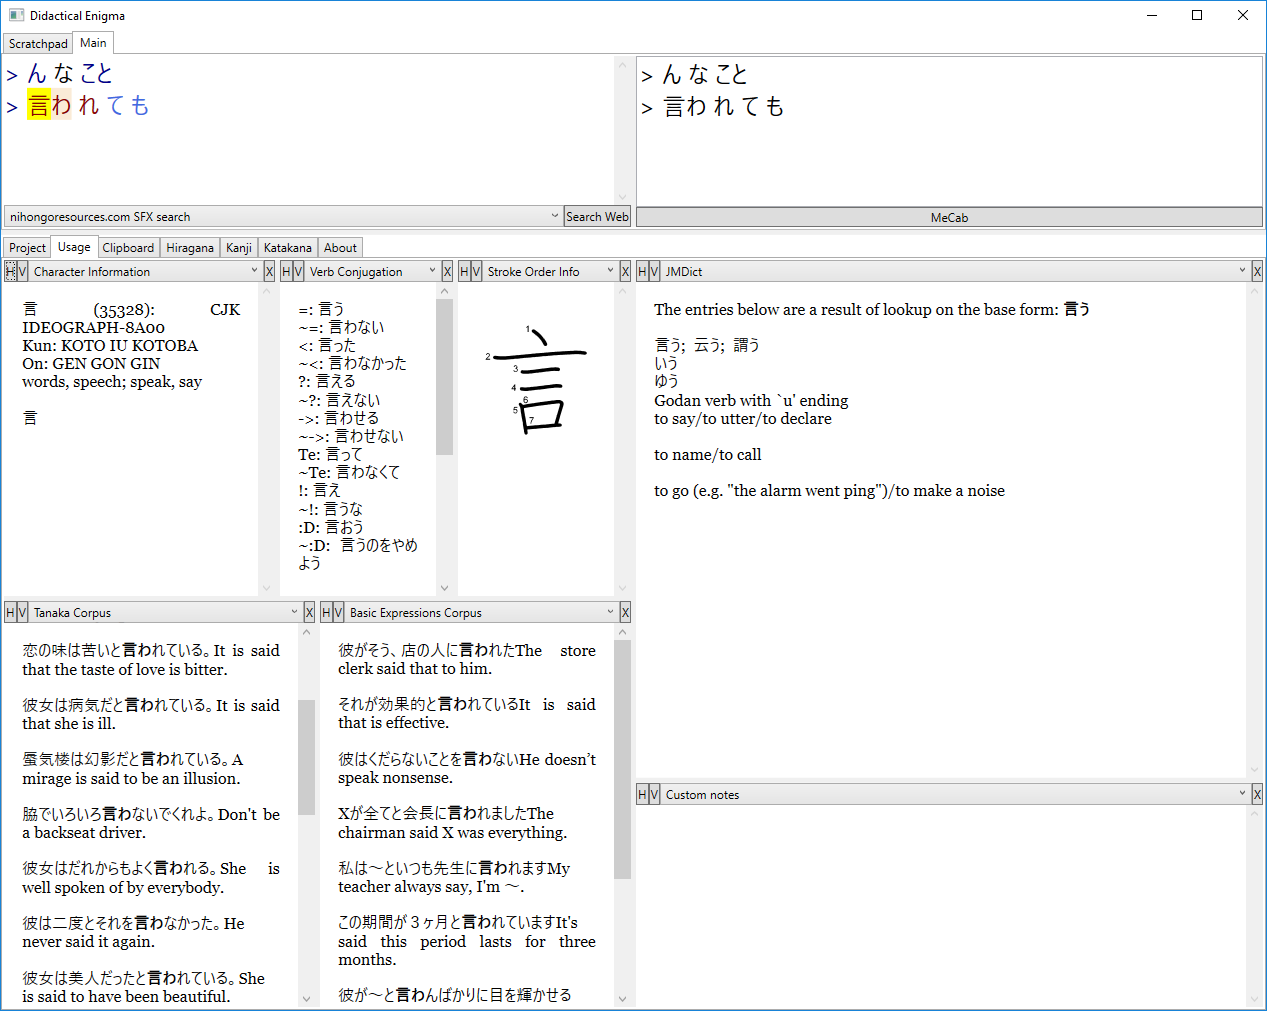 Didactical Enigma
Scratchpad Main
> ん な こと
> 言わ れ て も
> ん な こと
> 言わ れ て も
nihongoresources.com SFX search Search Web
MeCab
Project Usage Clipboard Hiragana Kanji Katakana About
H V Character Information X
言 (35328): CJK
IDEOGRAPH-8A00
Kun: KOTO IU KOTOBA
On: GEN GON GIN
words, speech; speak, say
言
H V Verb Conjugation X
=: 言う
~=: 言わない
<: 言った
~<: 言わなかった
?: 言える
~?: 言えない
->: 言わせる
~->: 言わせない
Te: 言って
~Te: 言わなくて
!: 言え
~!: 言うな
:D: 言おう
~:D: 言うのをやめ
よう
H V Stroke Order Info X
1
2
3
4
6
5
7
H V JMDict X
The entries below are a result of lookup on the base form: 言う
言う; 云う; 謂う
いう
ゆう
Godan verb with `u' ending
to say/to utter/to declare
to name/to call
to go (e.g. "the alarm went ping")/to make a noise
H V Tanaka Corpus X
恋の味は苦いと言われている。It is said
that the taste of love is bitter.
彼女は病気だと言われている。It is said
that she is ill.
蜃気楼は幻影だと言われている。A
mirage is said to be an illusion.
脇でいろいろ言わないでくれよ。Don't be
a backseat driver.
彼女はだれからもよく言われる。She is
well spoken of by everybody.
彼は二度とそれを言わなかった。He
never said it again.
彼女は美人だったと言われている。She
is said to have been beautiful.
H V Basic Expressions Corpus X
彼がそう、店の人に言われたThe store
clerk said that to him.
それが効果的と言われているIt is said
that is effective.
彼はくだらないことを言わないHe doesn’t
speak nonsense.
Xが全てと会長に言われましたThe
chairman said X was everything.
私は～といつも先生に言われますMy
teacher always say, I'm ～.
この期間が３ヶ月と言われていますIt's
said this period lasts for three
months.
彼が～と言わんばかりに目を輝かせる
H V Custom notes X